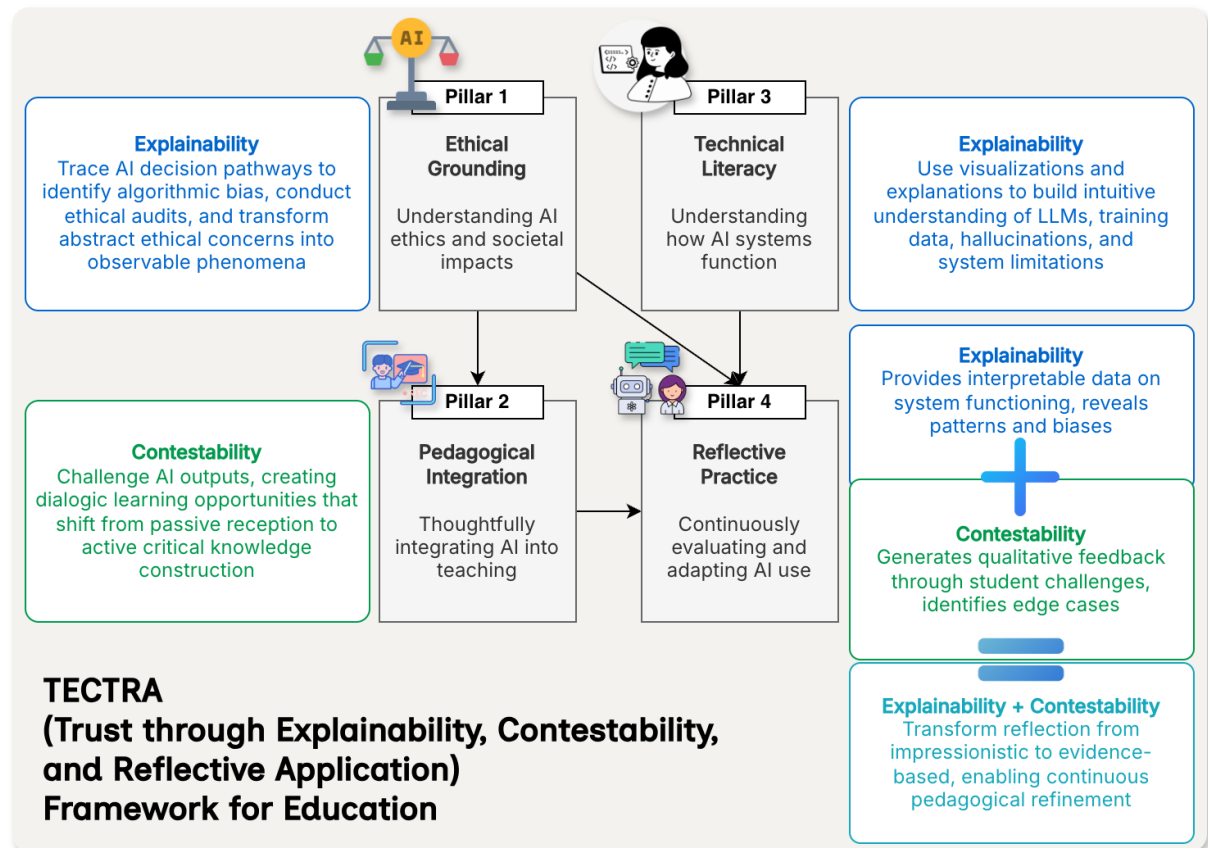 AI
Pillar 1
Pillar 3
Explainability
Trace AI decision pathways to
identify algorithmic bias, conduct
ethical audits, and transform
abstract ethical concerns into
observable phenomena
Ethical
Grounding
Understanding AI
ethics and societal
impacts
Technical
Literacy
Understanding
how AI systems
function
Explainability
Use visualizations and
explanations to build intuitive
understanding of LLMs, training
data, hallucinations, and
system limitations
Pillar 2
Pillar 4
Contestability
Challenge AI outputs, creating
dialogic learning opportunities that
shift from passive reception to
active critical knowledge
construction
Pedagogical
Integration
Thoughtfully
integrating AI into
teaching
Reflective
Practice
Continuously
evaluating and
adapting AI use
Explainability
Provides interpretable data on
system functioning, reveals
patterns and biases
Contestability
Generates qualitative feedback
through student challenges,
identifies edge cases
Explainability + Contestability
Transform reflection from
impressionistic to evidence-
based, enabling continuous
pedagogical refinement
TECTRA
(Trust through Explainability, Contestability,
and Reflective Application)
Framework for Education